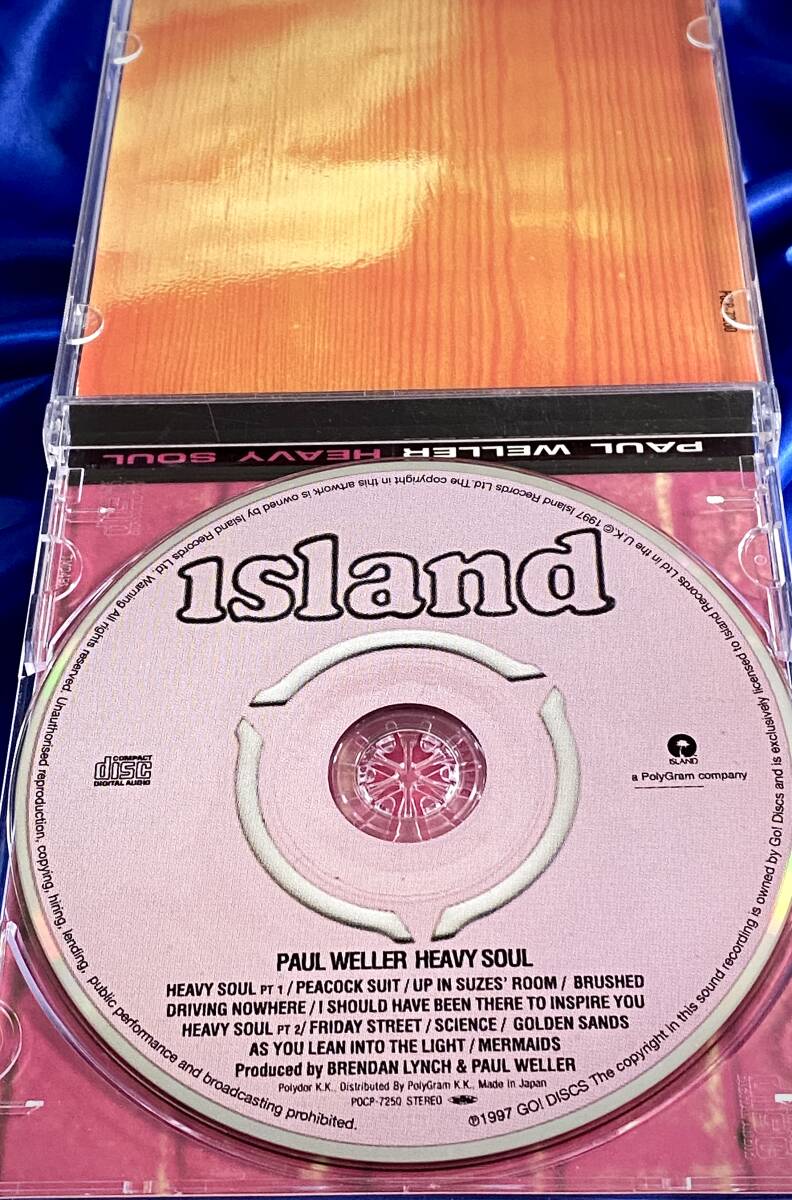 POCP-7250
PAUL WELLER HEAVY SOUL
island
COMPACT
disc
DIGITAL AUDIO
ISLAND
a PolyGram company
PAUL WELLER HEAVY SOUL
HEAVY SOUL PT 1 / PEACOCK SUIT / UP IN SUZES' ROOM / BRUSHED
DRIVING NOWHERE / I SHOULD HAVE BEEN THERE TO INSPIRE YOU
HEAVY SOUL PT 2/ FRIDAY STREET / SCIENCE / GOLDEN SANDS
AS YOU LEAN INTO THE LIGHT / MERMAIDS
Produced by BRENDAN LYNCH & PAUL WELLER
Polydor K.K., Distributed By PolyGram K.K., Made in Japan
POCP-7250 STEREO
℗1997 GO! DISCS The copyright in this sound recording is owned by Go! Discs and is exclusively licensed to Island Records Ltd in the U.K. ©1997 Island Records Ltd. The copyright in this artwork is owned by Island Records Ltd. Warning All rights reserved. Unauthorised reproduction, copying, hiring, lending, public performance and broadcasting prohibited.